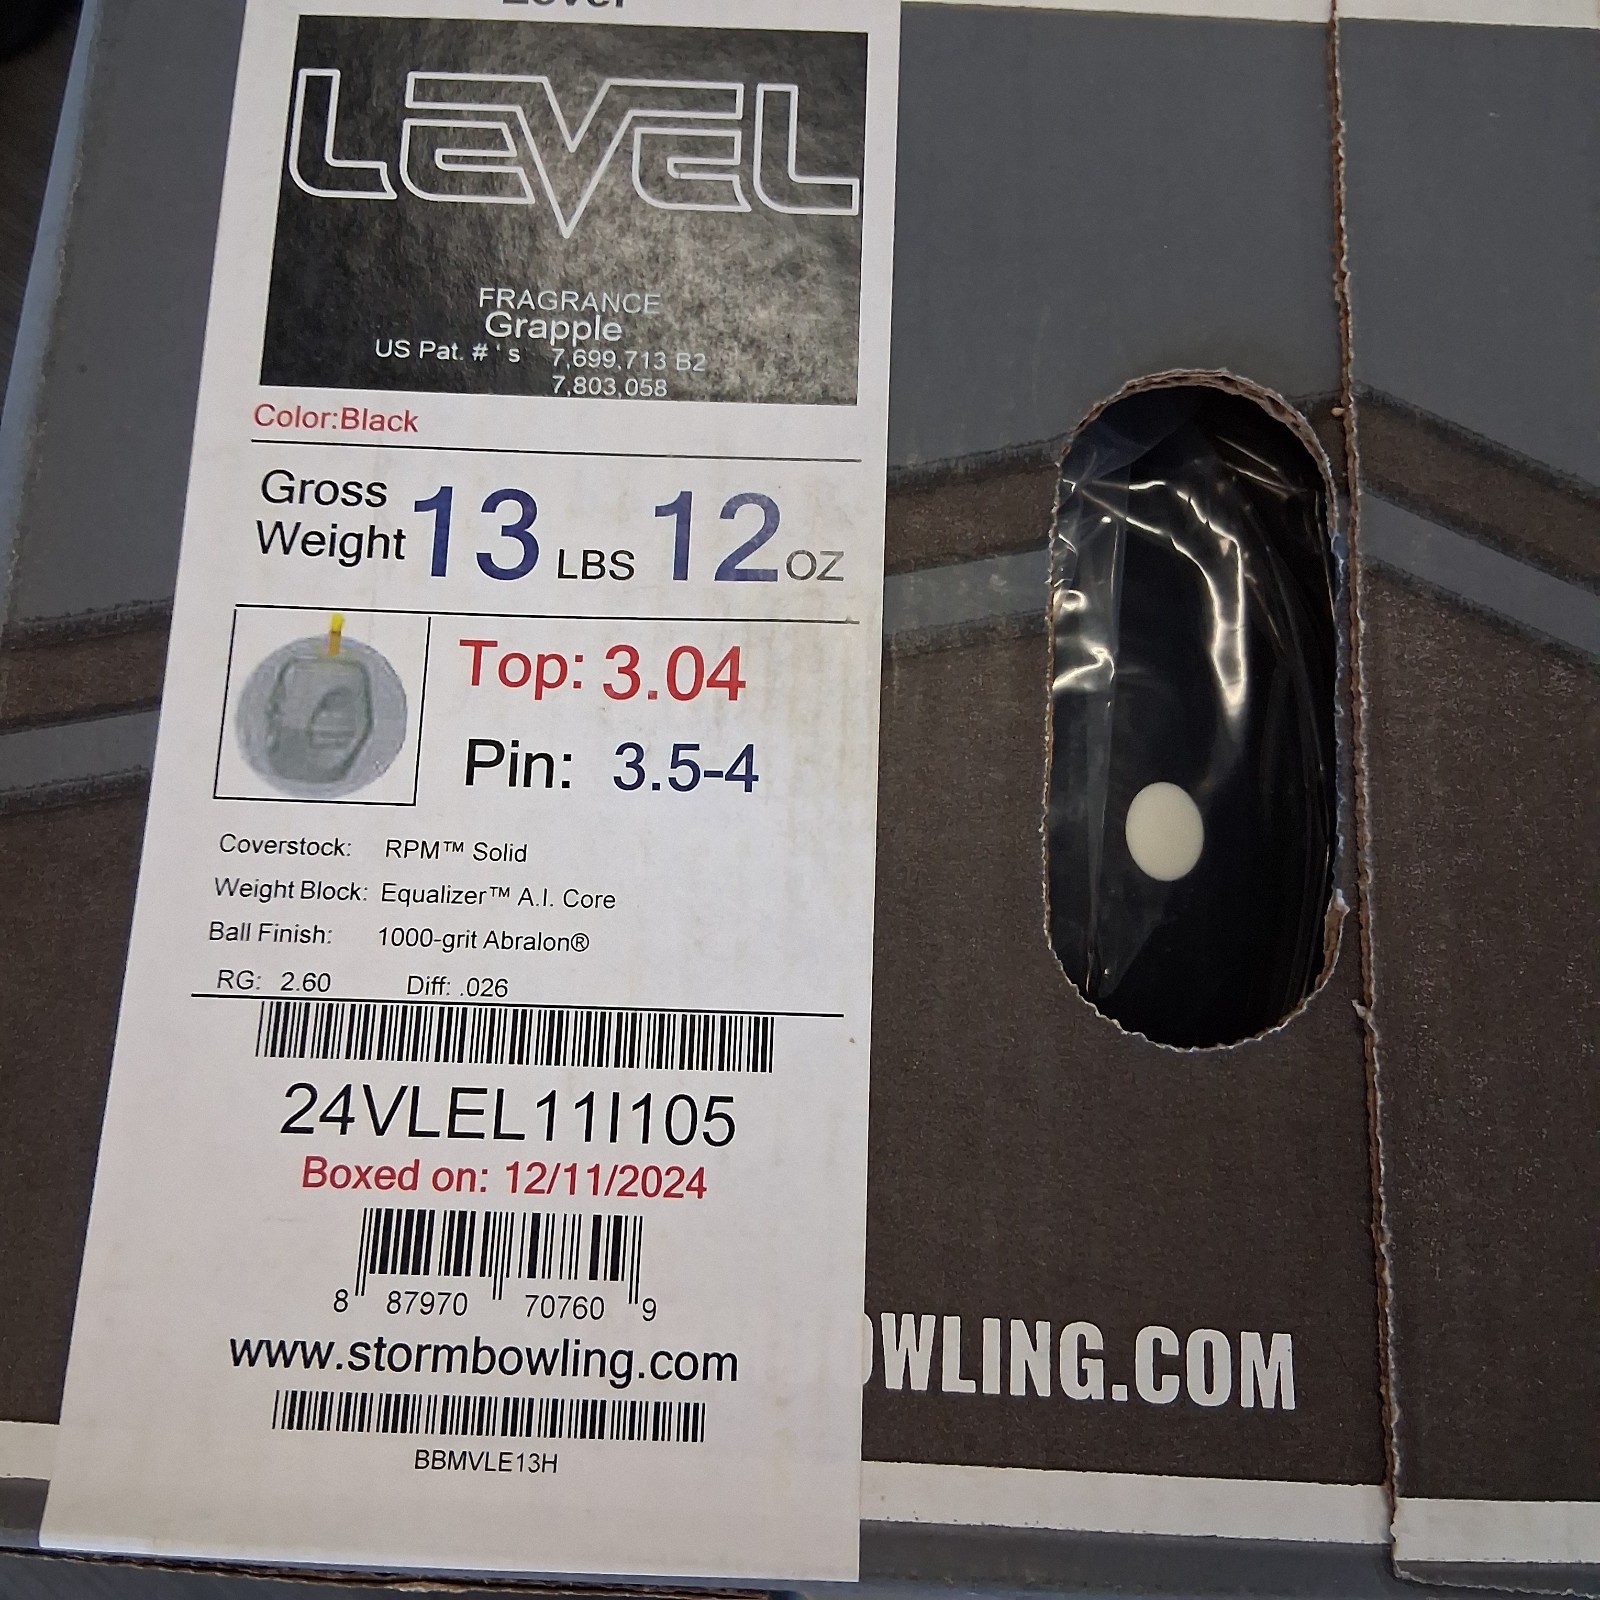 Level
LEVEL
FRAGRANCE
Grapple
US Pat. # ' s 7,699,713 B2
7,803,058
Color:Black
Gross Weight 13 LBS 12 OZ
Top: 3.04
Pin: 3.5-4
Coverstock: RPM™ Solid
Weight Block: Equalizer™ A.I. Core
Ball Finish: 1000-grit Abralon®
RG: 2.60 Diff: .026
24VLEL11I105
Boxed on: 12/11/2024
8 87970 70760 9
www.stormbowling.com
BBMVLE13H
OWLING.COM